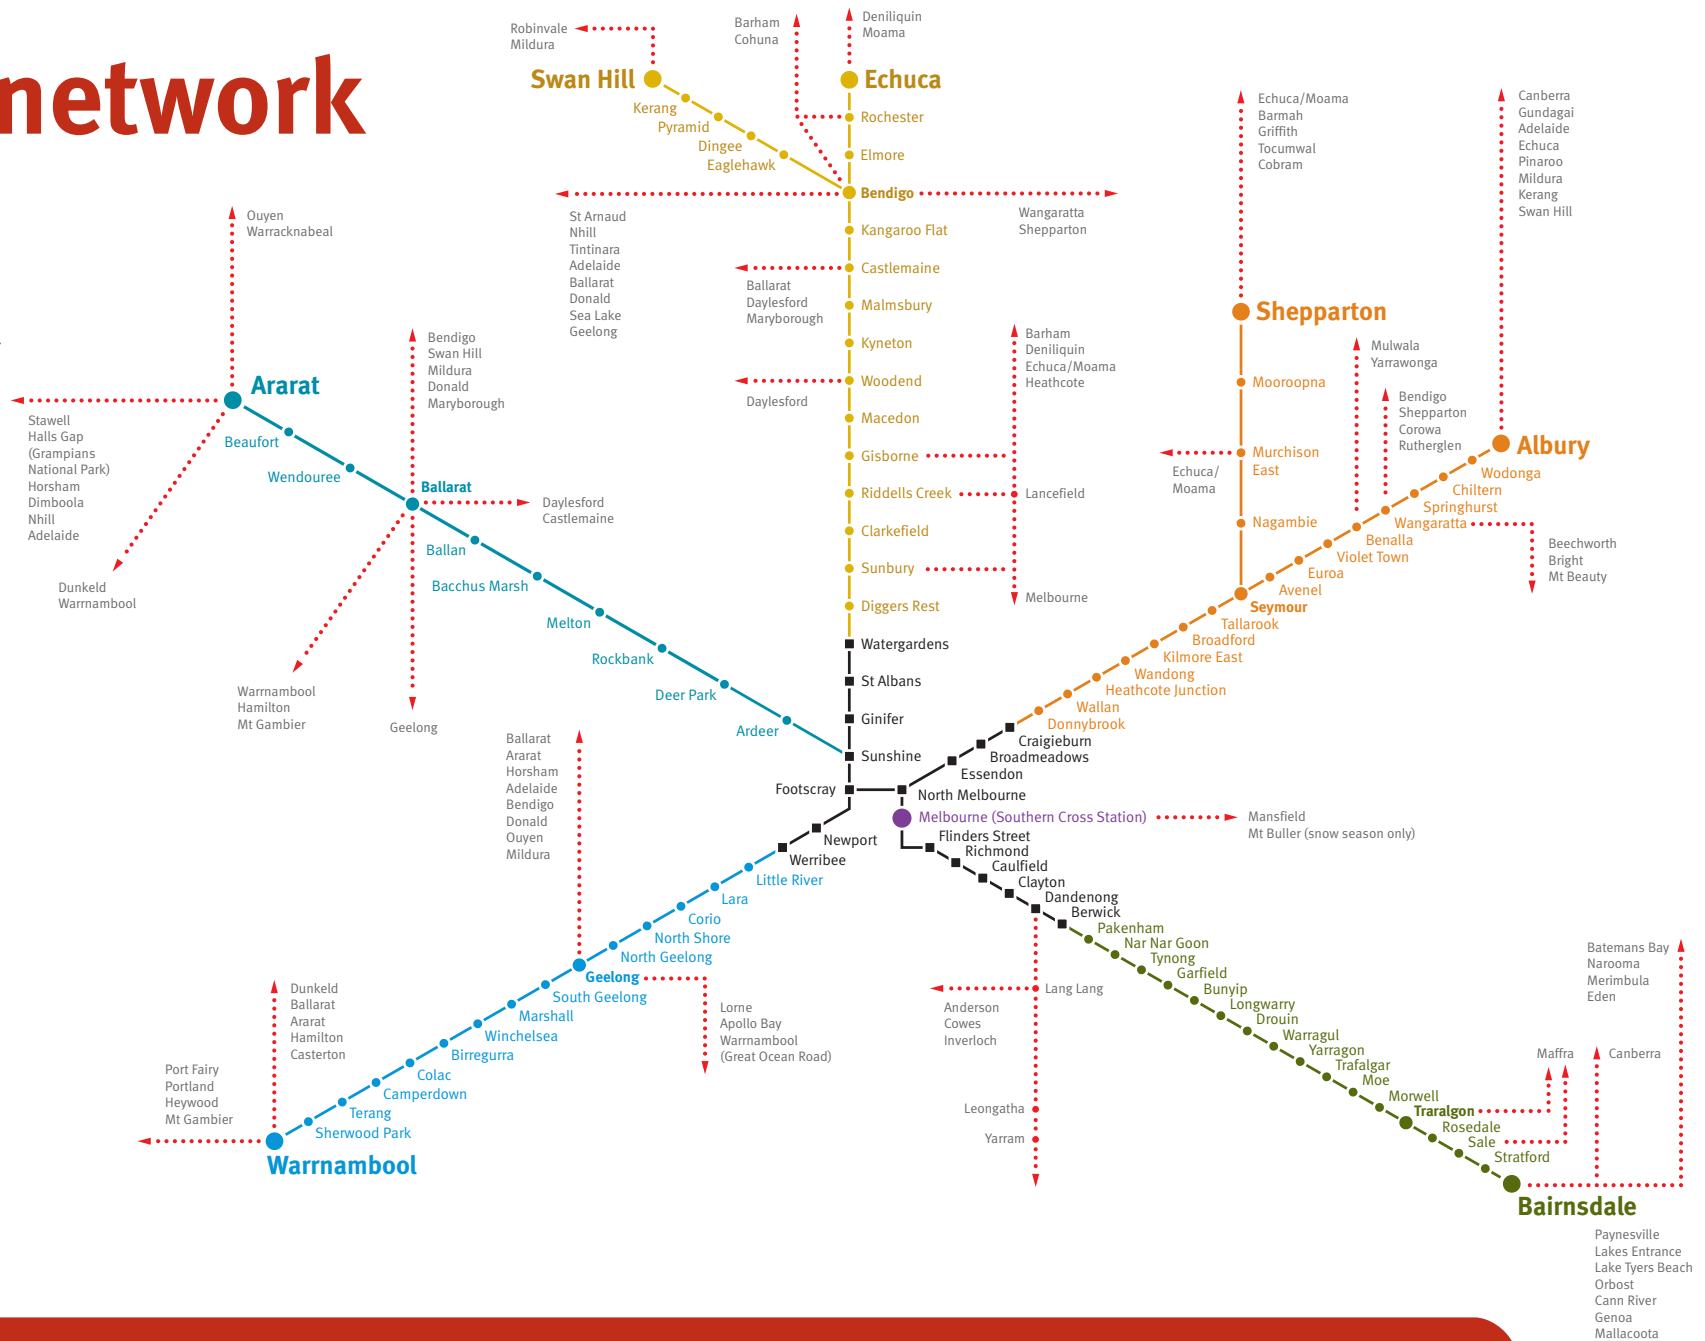 network
Robinvale
Mildura
Barham
Cohuna
Deniliquin
Moama
Swan Hill
Echuca
Kerang
Pyramid
Dingee
Eaglehawk
Rochester
Elmore
Bendigo
St Arnaud
Nhill
Tintinara
Adelaide
Ballarat
Donald
Sea Lake
Geelong
Wangaratta
Shepparton
Kangaroo Flat
Castlemaine
Ballarat
Daylesford
Maryborough
Malmsbury
Kyneton
Woodend
Daylesford
Macedon
Gisborne
Riddells Creek
Clarkefield
Sunbury
Diggers Rest
Barham
Deniliquin
Echuca/Moama
Heathcote
Lancefield
Melbourne
Watergardens
St Albans
Ginifer
Sunshine
Footscray
North Melbourne
Melbourne (Southern Cross Station)
Mansfield
Mt Buller (snow season only)
Ouyen
Warracknabeal
Ararat
Stawell
Halls Gap
(Grampians
National Park)
Horsham
Dimboola
Nhill
Adelaide
Dunkeld
Warrnambool
Beaufort
Wendouree
Ballarat
Bendigo
Swan Hill
Mildura
Donald
Maryborough
Daylesford
Castlemaine
Warrnambool
Hamilton
Mt Gambier
Geelong
Ballan
Bacchus Marsh
Melton
Rockbank
Deer Park
Ardeer
Echuca/Moama
Barmah
Griffith
Tocumwal
Cobram
Shepparton
Mooroopna
Murchison
East
Echuca/
Moama
Nagambie
Canberra
Gundagai
Adelaide
Echuca
Pinaroo
Mildura
Kerang
Swan Hill
Mulwala
Yarrawonga
Bendigo
Shepparton
Corowa
Rutherglen
Albury
Wodonga
Chiltern
Springhurst
Wangaratta
Beechworth
Bright
Mt Beauty
Benalla
Violet Town
Euroa
Avenel
Seymour
Tallarook
Broadford
Kilmore East
Wandong
Heathcote Junction
Wallan
Donnybrook
Craigieburn
Broadmeadows
Essendon
Newport
Werribee
Little River
Lara
Corio
North Shore
North Geelong
Geelong
Ballarat
Ararat
Horsham
Adelaide
Bendigo
Donald
Ouyen
Mildura
Lorne
Apollo Bay
Warrnambool
(Great Ocean Road)
South Geelong
Marshall
Winchelsea
Birregurra
Colac
Camperdown
Terang
Sherwood Park
Warrnambool
Dunkeld
Ballarat
Ararat
Hamilton
Casterton
Port Fairy
Portland
Heywood
Mt Gambier
Flinders Street
Richmond
Caulfield
Clayton
Dandenong
Berwick
Lang Lang
Anderson
Cowes
Inverloch
Leongatha
Yarram
Pakenham
Nar Nar Goon
Tynong
Garfield
Bunyip
Longwarry
Drouin
Warragul
Yarragon
Trafalgar
Moe
Morwell
Traralgon
Rosedale
Sale
Stratford
Maffra
Canberra
Batemans Bay
Narooma
Merimbula
Eden
Bairnsdale
Paynesville
Lakes Entrance
Lake Tyers Beach
Orbost
Cann River
Genoa
Mallacoota